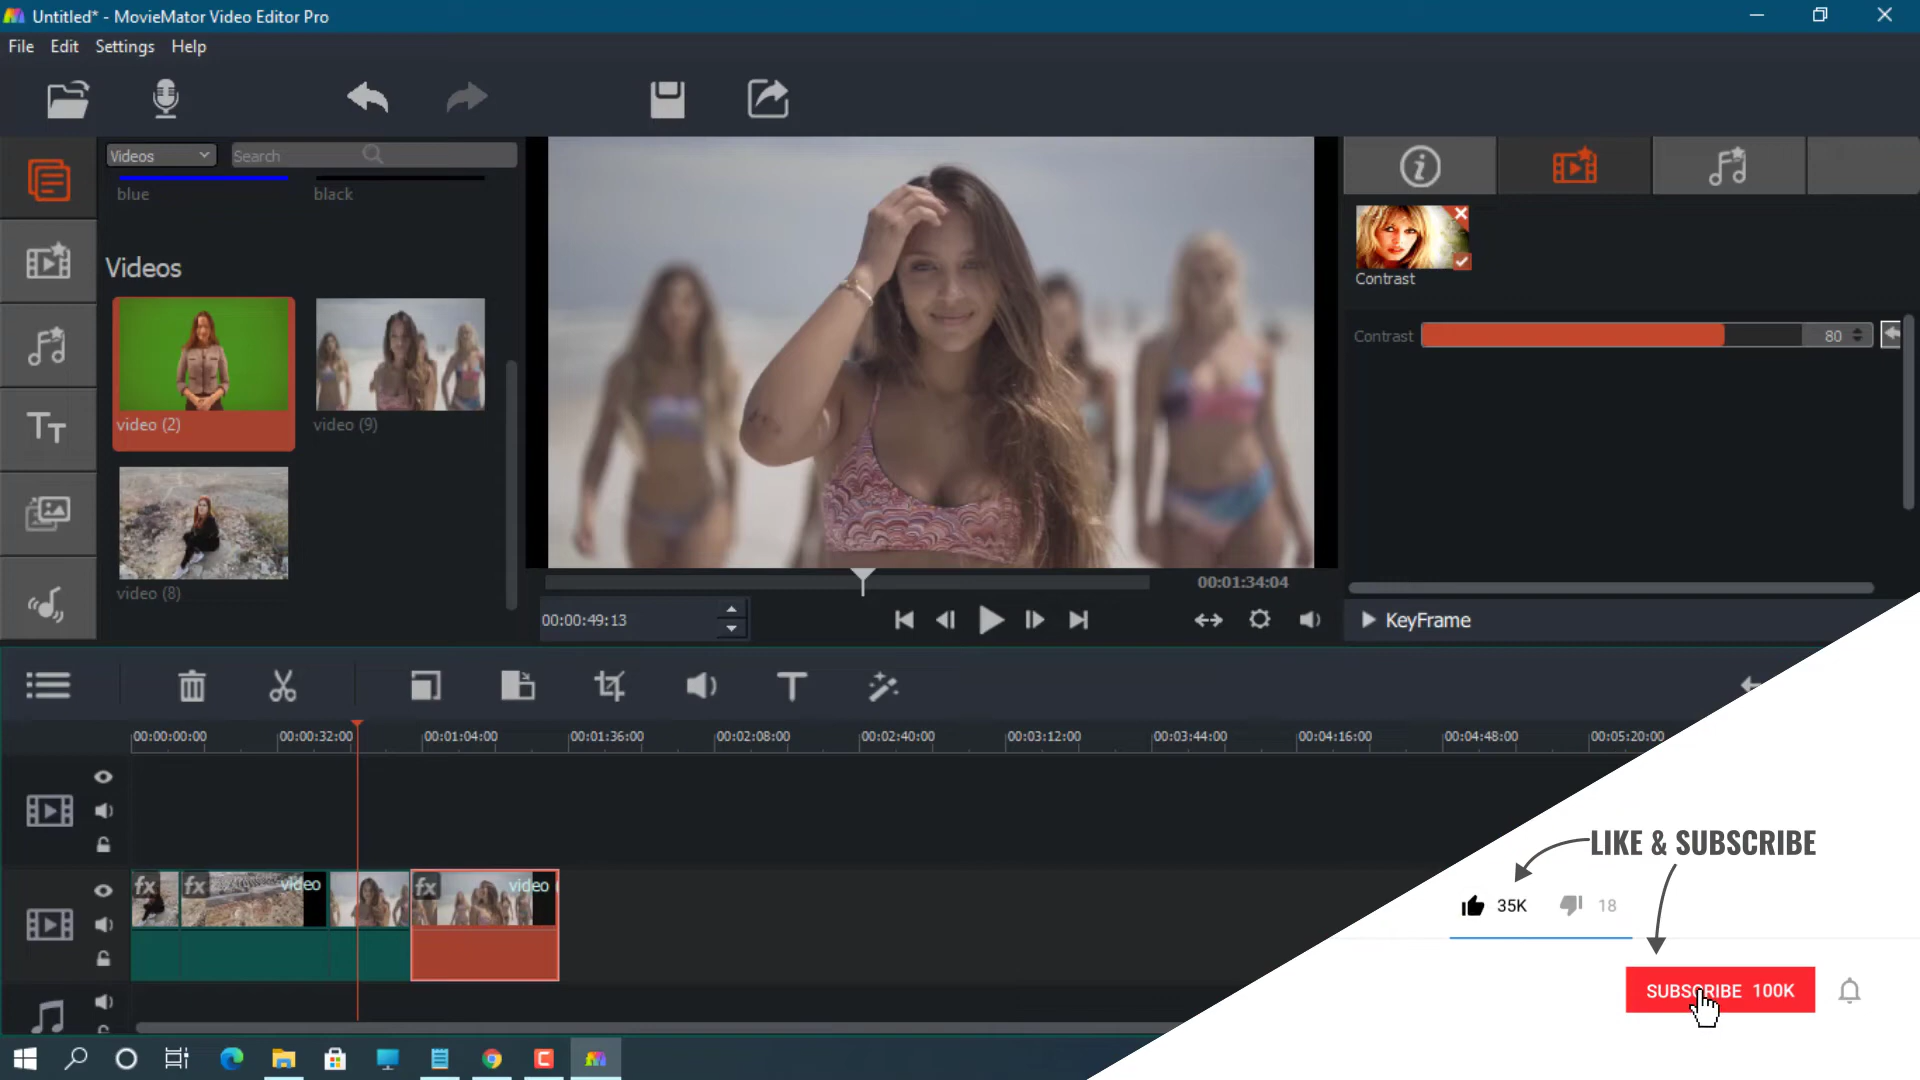 Untitled* - MovieMator Video Editor Pro
File Edit Settings Help
Videos
Search
blue
black
Videos
video (2)
video (9)
video (8)
Contrast
Contrast
80
00:01:34:04
00:00:49:13
KeyFrame
00:00:00:00
00:00:32:00
00:01:04:00
00:01:36:00
00:02:08:00
00:02:40:00
00:03:12:00
00:03:44:00
00:04:16:00
00:04:48:00
00:05:20:00
fx
fx
video
fx
video
LIKE & SUBSCRIBE
35K
18
SUBSCRIBE 100K